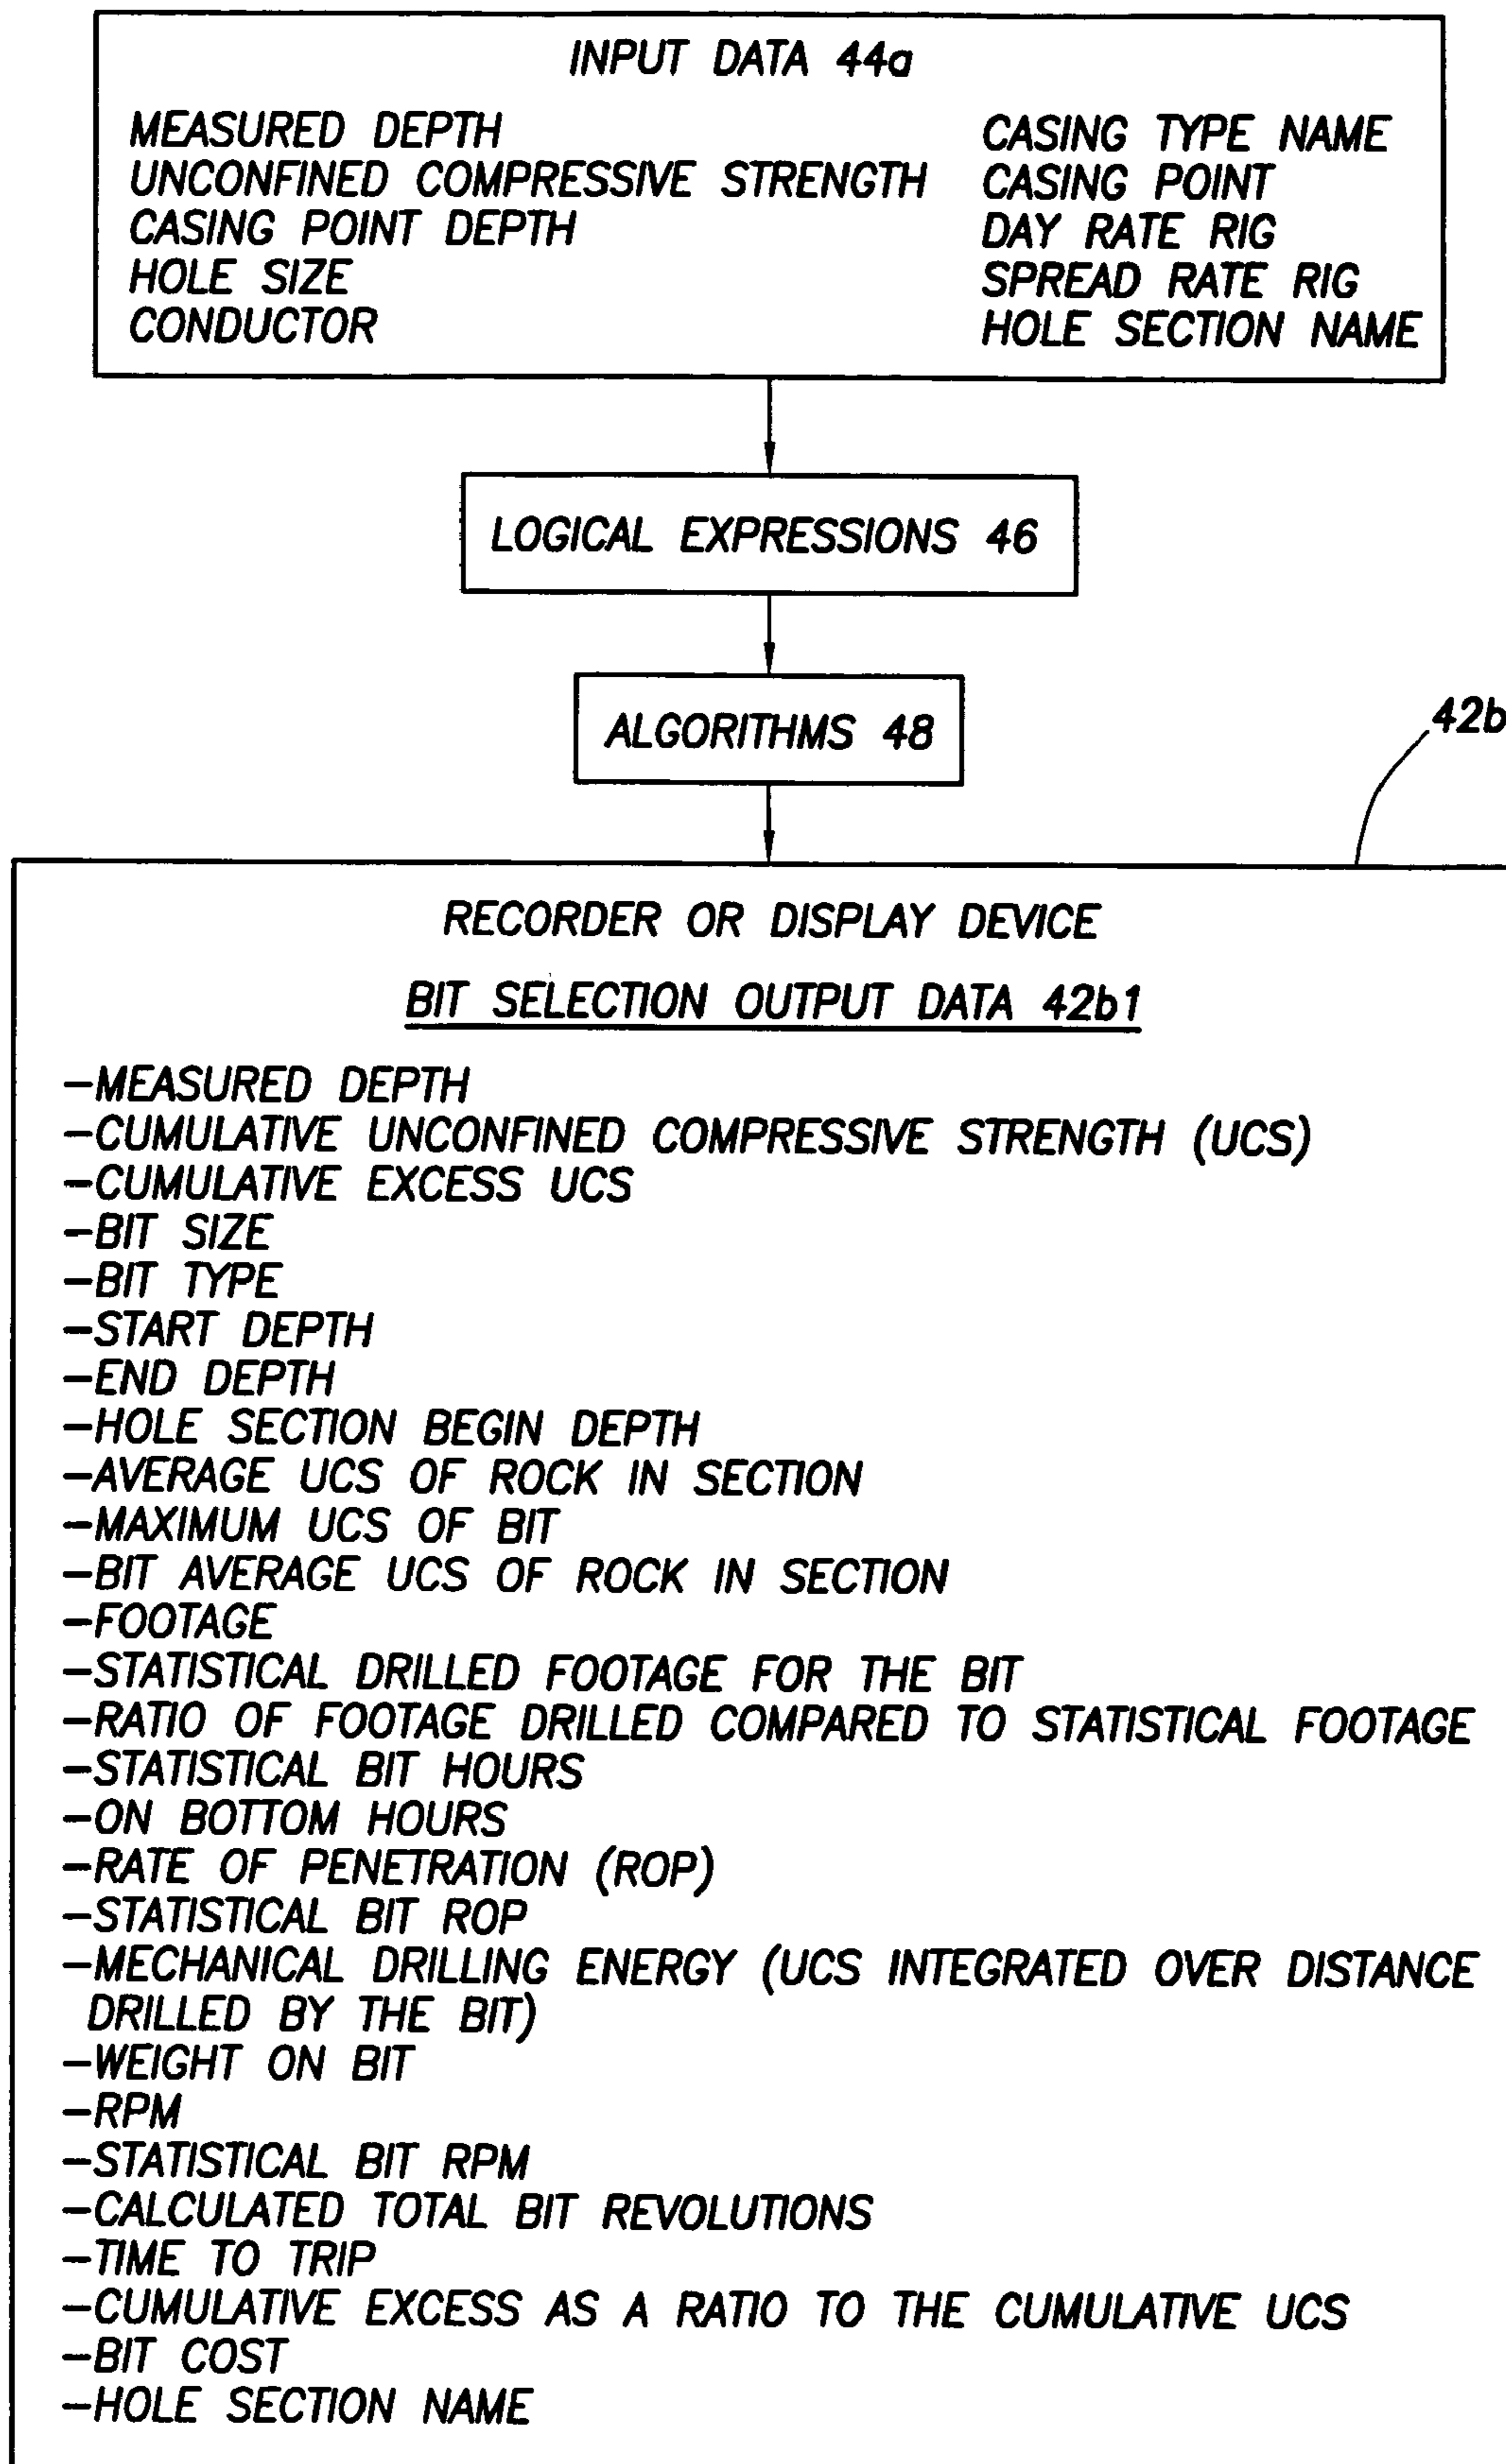 INPUT DATA 44a
MEASURED DEPTH
UNCONFINED COMPRESSIVE STRENGTH
CASING POINT DEPTH
HOLE SIZE
CONDUCTOR
CASING TYPE NAME
CASING POINT
DAY RATE RIG
SPREAD RATE RIG
HOLE SECTION NAME
LOGICAL EXPRESSIONS 46
ALGORITHMS 48
42b
RECORDER OR DISPLAY DEVICE
BIT SELECTION OUTPUT DATA 42b1
-MEASURED DEPTH
-CUMULATIVE UNCONFINED COMPRESSIVE STRENGTH (UCS)
-CUMULATIVE EXCESS UCS
-BIT SIZE
-BIT TYPE
-START DEPTH
-END DEPTH
-HOLE SECTION BEGIN DEPTH
-AVERAGE UCS OF ROCK IN SECTION
-MAXIMUM UCS OF BIT
-BIT AVERAGE UCS OF ROCK IN SECTION
-FOOTAGE
-STATISTICAL DRILLED FOOTAGE FOR THE BIT
-RATIO OF FOOTAGE DRILLED COMPARED TO STATISTICAL FOOTAGE
-STATISTICAL BIT HOURS
-ON BOTTOM HOURS
-RATE OF PENETRATION (ROP)
-STATISTICAL BIT ROP
-MECHANICAL DRILLING ENERGY (UCS INTEGRATED OVER DISTANCE
DRILLED BY THE BIT)
-WEIGHT ON BIT
-RPM
-STATISTICAL BIT RPM
-CALCULATED TOTAL BIT REVOLUTIONS
-TIME TO TRIP
-CUMULATIVE EXCESS AS A RATIO TO THE CUMULATIVE UCS
-BIT COST
-HOLE SECTION NAME